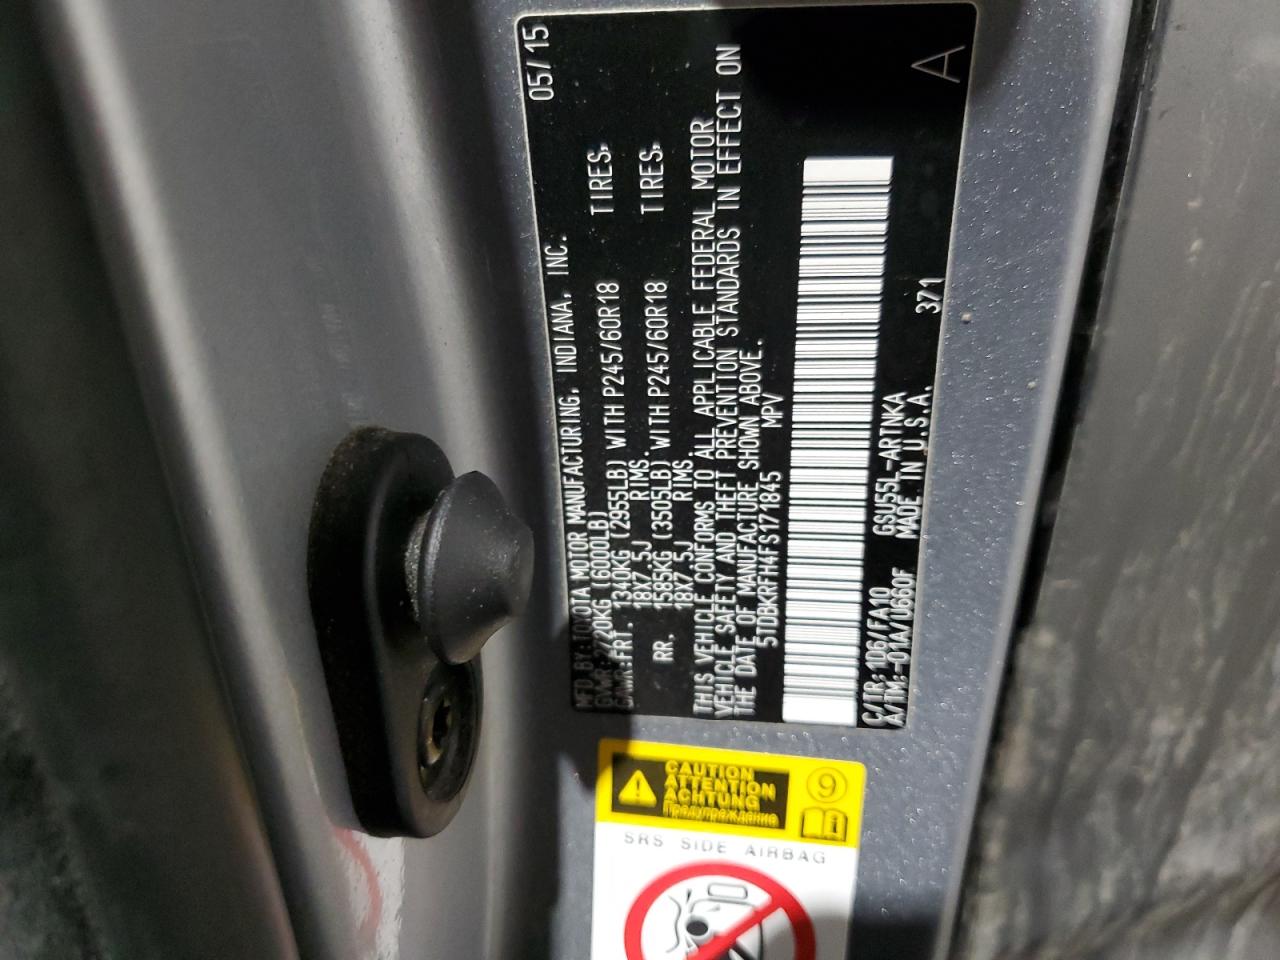 MFD.BY:TOYOTA MOTOR MANUFACTURING, INDIANA, INC. 05/15
GVWR:2720KG (6000LB)
GAWR:FRT. 1340KG (2955LB) WITH P245/60R18 TIRES,
18X7.5J RIMS.
RR. 1585KG (3505LB) WITH P245/60R18 TIRES,
18X7.5J RIMS.
THIS VEHICLE CONFORMS TO ALL APPLICABLE FEDERAL MOTOR
VEHICLE SAFETY AND THEFT PREVENTION STANDARDS IN EFFECT ON
THE DATE OF MANUFACTURE SHOWN ABOVE.
5TDBKRFH4FS171845 MPV
C/TR:1D6/FA10 GSU55L-ARTNKA
A/TM:-01A/U660F MADE IN U.S.A. 371
A
CAUTION
ATTENTION
ACHTUNG
Предупреждение
9
SRS SIDE AIRBAG